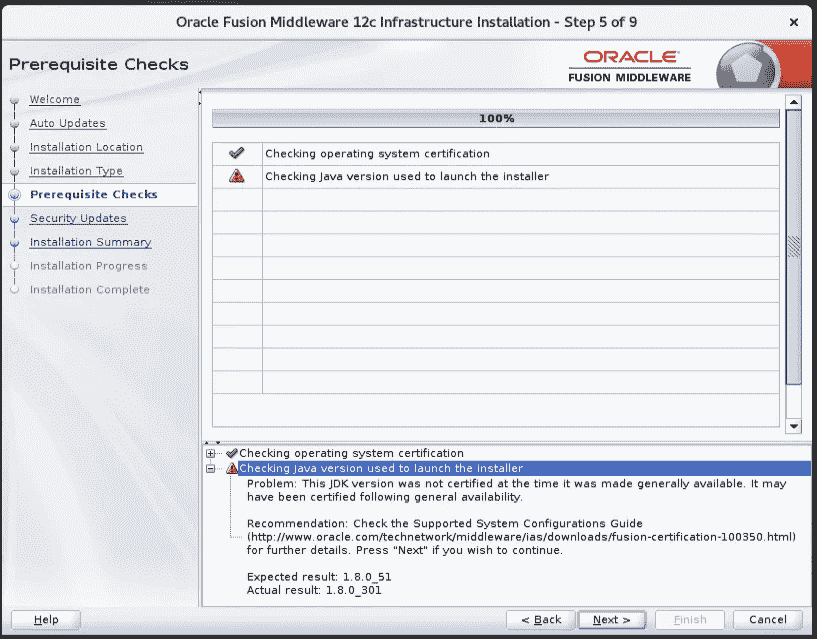 Oracle Fusion Middleware 12c Infrastructure Installation - Step 5 of 9
Prerequisite Checks
ORACLE
FUSION MIDDLEWARE
Welcome
Auto Updates
Installation Location
Installation Type
Prerequisite Checks
Security Updates
Installation Summary
Installation Progress
Installation Complete
100%
Checking operating system certification
Checking Java version used to launch the installer
Checking operating system certification
Checking Java version used to launch the installer
Problem: This JDK version was not certified at the time it was made generally available. It may
have been certified following general availability.
Recommendation: Check the Supported System Configurations Guide
(http://www.oracle.com/technetwork/middleware/ias/downloads/fusion-certification-100350.html)
for further details. Press "Next" if you wish to continue.
Expected result: 1.8.0_51
Actual result: 1.8.0_301
Help
< Back
Next >
Finish
Cancel